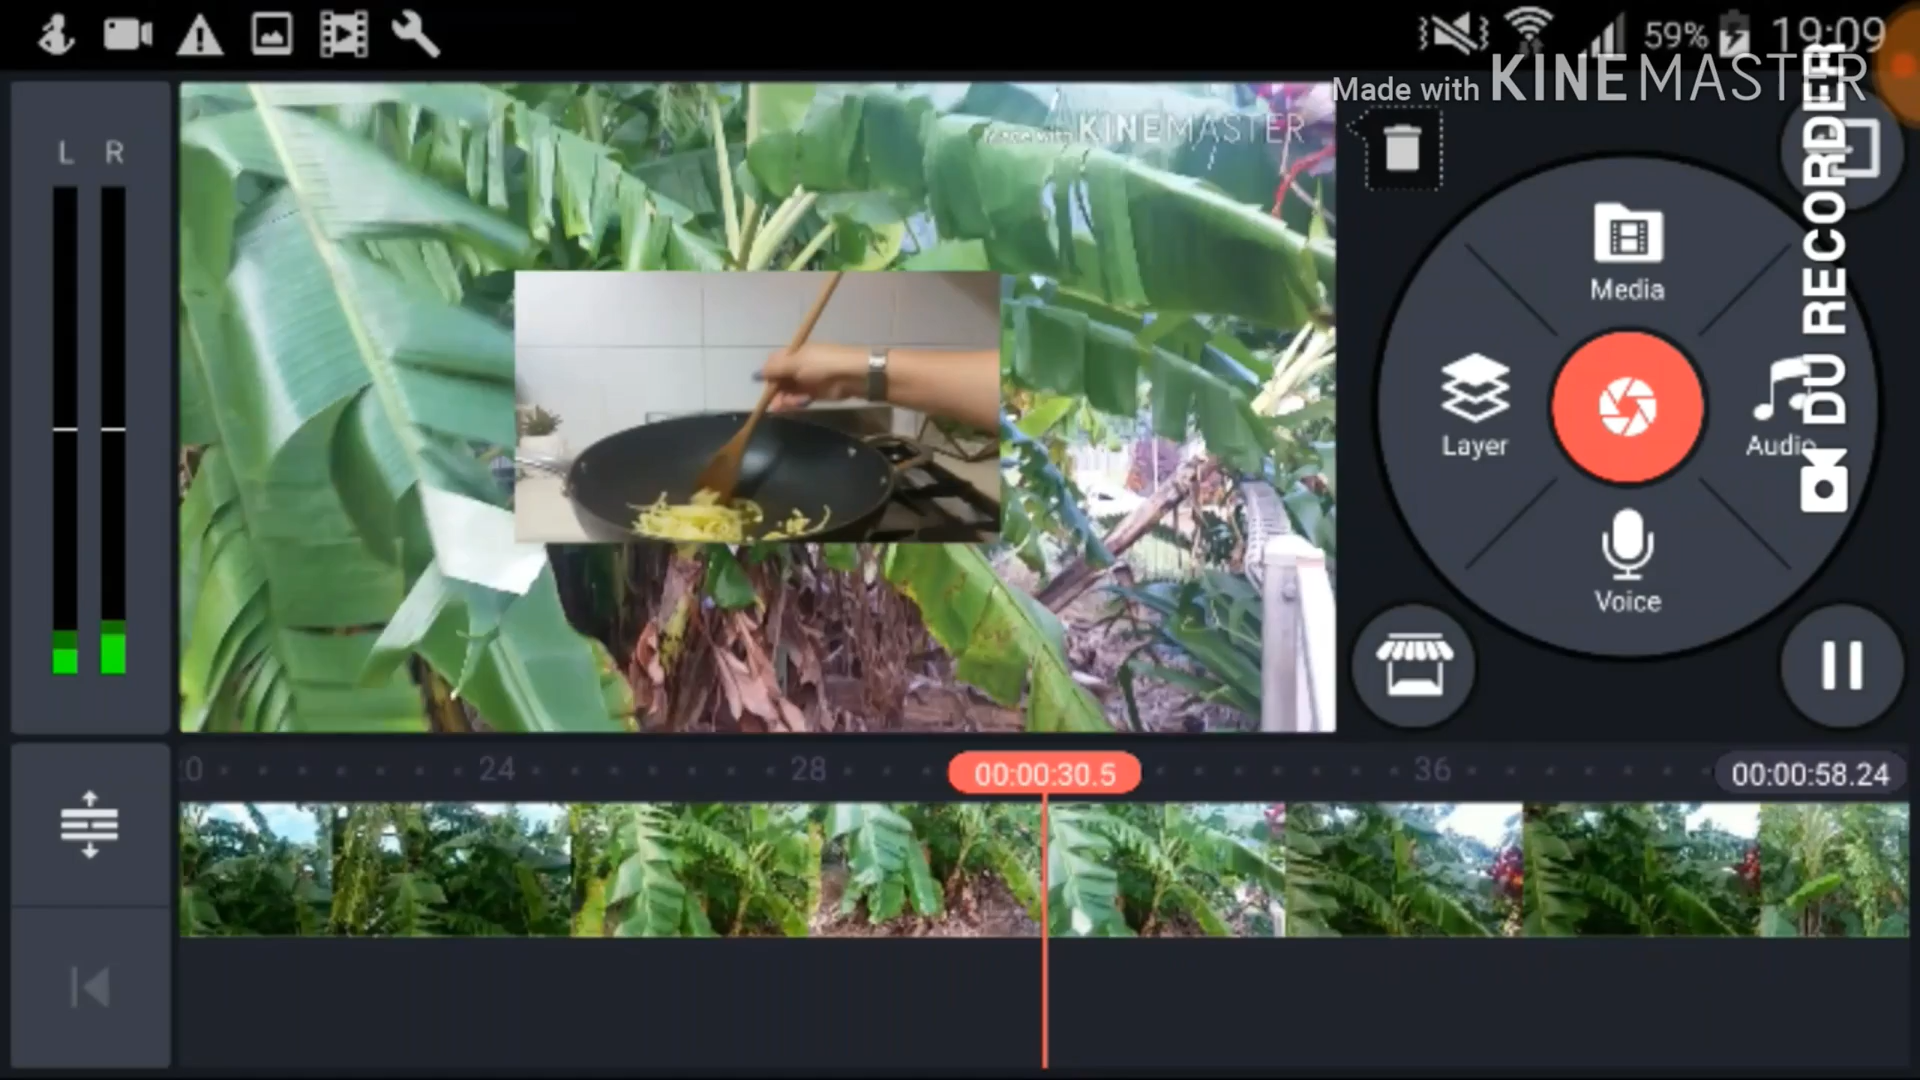 59% 19:09
Made with KINEMASTER
L R
Made with KINEMASTER
DU RECORDER
Media
Layer
Audio
Voice
20 24 28 00:00:30.5 36 00:00:58.24